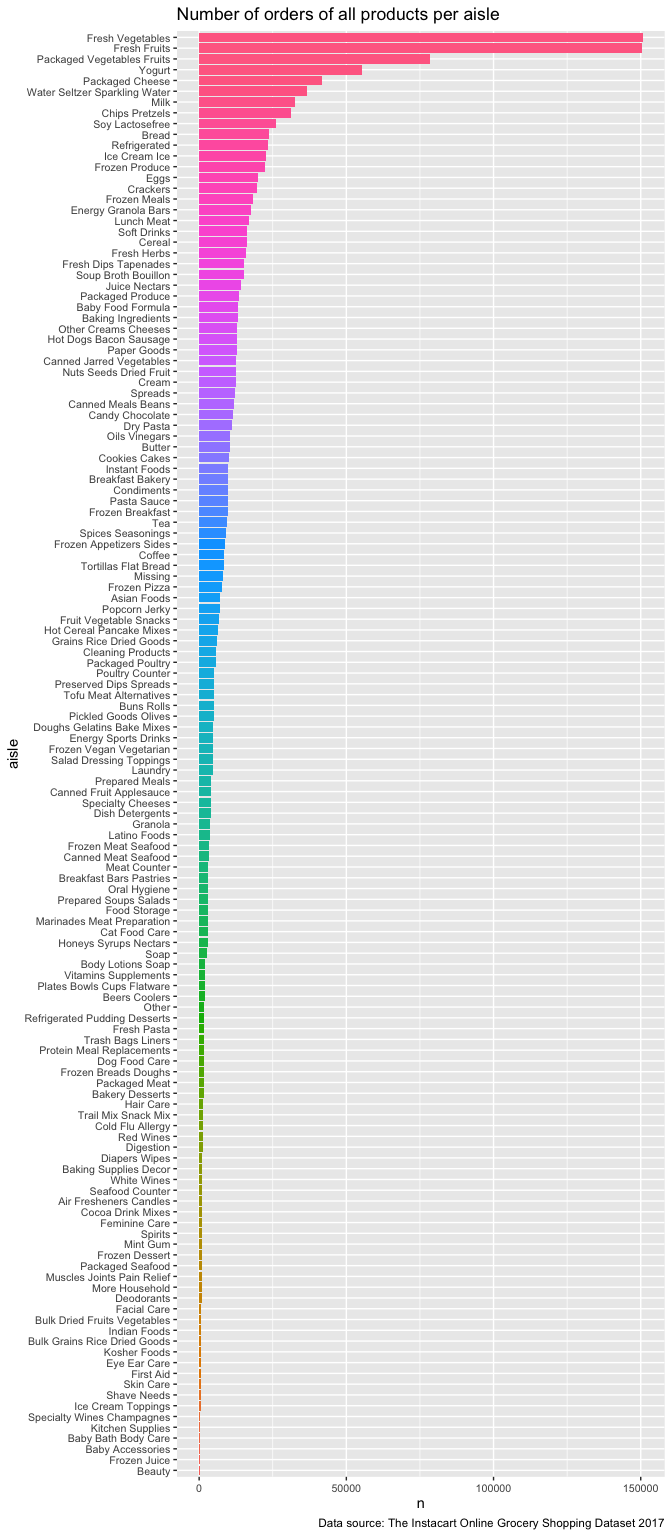 Number of orders of all products per aisle
Fresh Vegetables
Fresh Fruits
Packaged Vegetables Fruits
Yogurt
Packaged Cheese
Water Seltzer Sparkling Water
Milk
Chips Pretzels
Soy Lactosefree
Bread
Refrigerated
Ice Cream Ice
Frozen Produce
Eggs
Crackers
Frozen Meals
Energy Granola Bars
Lunch Meat
Soft Drinks
Cereal
Fresh Herbs
Fresh Dips Tapenades
Soup Broth Bouillon
Juice Nectars
Packaged Produce
Baby Food Formula
Baking Ingredients
Other Creams Cheeses
Hot Dogs Bacon Sausage
Paper Goods
Canned Jarred Vegetables
Nuts Seeds Dried Fruit
Cream
Spreads
Canned Meals Beans
Candy Chocolate
Dry Pasta
Oils Vinegars
Butter
Cookies Cakes
Instant Foods
Breakfast Bakery
Condiments
Pasta Sauce
Frozen Breakfast
Tea
Spices Seasonings
Frozen Appetizers Sides
Coffee
Tortillas Flat Bread
Missing
Frozen Pizza
Asian Foods
Popcorn Jerky
Fruit Vegetable Snacks
Hot Cereal Pancake Mixes
Grains Rice Dried Goods
Cleaning Products
Packaged Poultry
Poultry Counter
Preserved Dips Spreads
Tofu Meat Alternatives
Buns Rolls
Pickled Goods Olives
Doughs Gelatins Bake Mixes
Energy Sports Drinks
Frozen Vegan Vegetarian
Salad Dressing Toppings
Laundry
Prepared Meals
Canned Fruit Applesauce
Specialty Cheeses
Dish Detergents
Granola
Latino Foods
Frozen Meat Seafood
Canned Meat Seafood
Meat Counter
Breakfast Bars Pastries
Oral Hygiene
Prepared Soups Salads
Food Storage
Marinades Meat Preparation
Cat Food Care
Honeys Syrups Nectars
Soap
Body Lotions Soap
Vitamins Supplements
Plates Bowls Cups Flatware
Beers Coolers
Other
Refrigerated Pudding Desserts
Fresh Pasta
Trash Bags Liners
Protein Meal Replacements
Dog Food Care
Frozen Breads Doughs
Packaged Meat
Bakery Desserts
Hair Care
Trail Mix Snack Mix
Cold Flu Allergy
Red Wines
Digestion
Diapers Wipes
Baking Supplies Decor
White Wines
Seafood Counter
Air Fresheners Candles
Cocoa Drink Mixes
Feminine Care
Spirits
Mint Gum
Frozen Dessert
Packaged Seafood
Muscles Joints Pain Relief
More Household
Deodorants
Facial Care
Bulk Dried Fruits Vegetables
Indian Foods
Bulk Grains Rice Dried Goods
Kosher Foods
Eye Ear Care
First Aid
Skin Care
Shave Needs
Ice Cream Toppings
Specialty Wines Champagnes
Kitchen Supplies
Baby Bath Body Care
Baby Accessories
Frozen Juice
Beauty
aisle
0 50000 100000 150000
n
Data source: The Instacart Online Grocery Shopping Dataset 2017